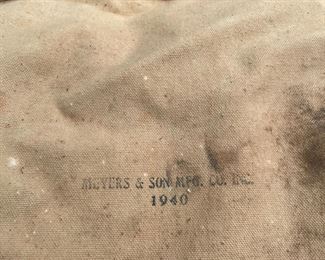 MEYERS & SON MFG. CO. INC.
1940